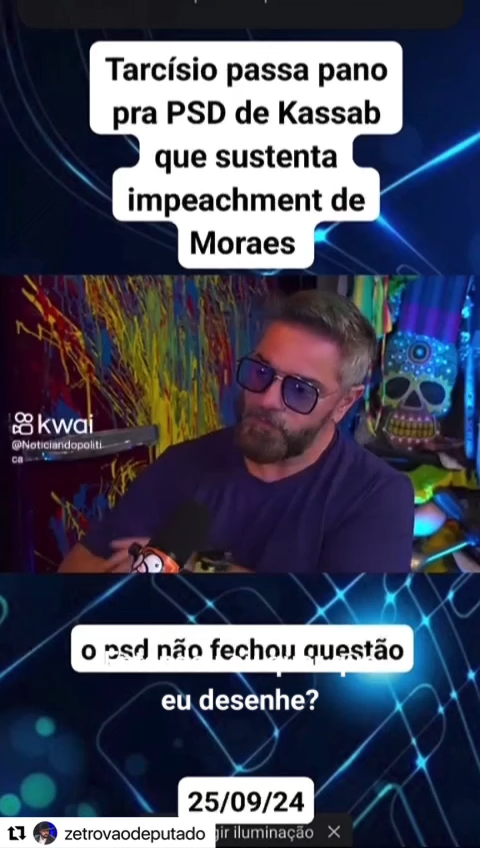 Tarcísio passa pano
pra PSD de Kassab
que sustenta
impeachment de
Moraes
kwai
@Noticiandopoliti
ca
o psd não fechou questão
eu desenhe?
25/09/24
zetrovaodeputado
gir iluminação